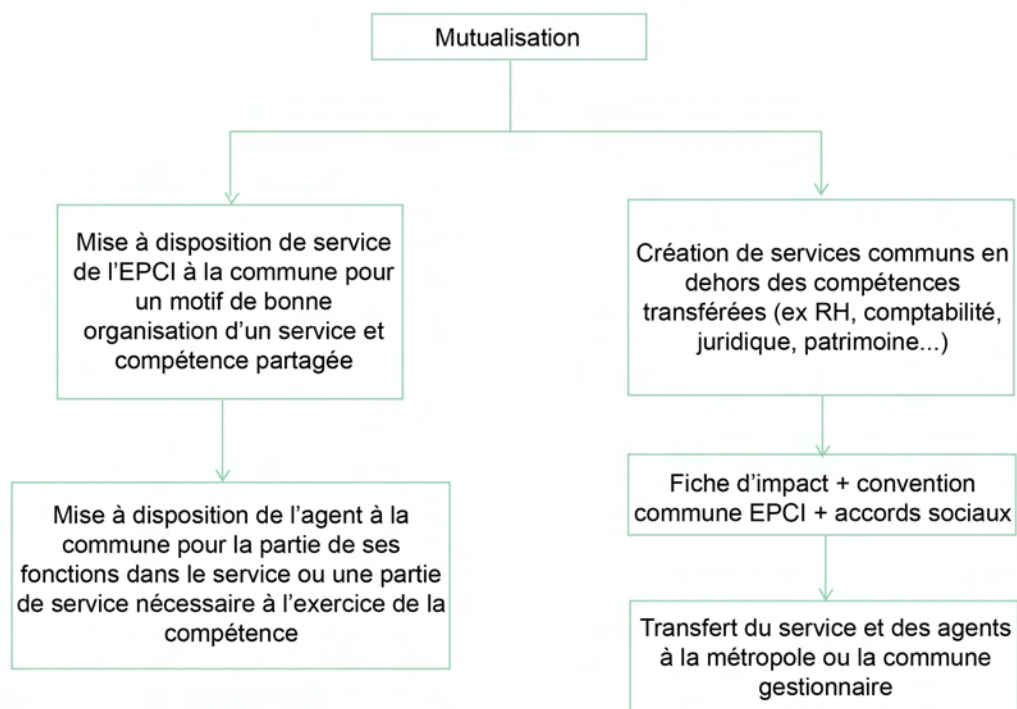 Mutualisation
Mise à disposition de service
de l'EPCI à la commune pour
un motif de bonne
organisation d'un service et
compétence partagée
Mise à disposition de l'agent à la
commune pour la partie de ses
fonctions dans le service ou une partie
de service nécessaire à l'exercice de la
compétence
Création de services communs en
dehors des compétences
transférées (ex RH, comptabilité,
juridique, patrimoine...)
Fiche d'impact + convention
commune EPCI + accords sociaux
Transfert du service et des agents
à la métropole ou la commune
gestionnaire